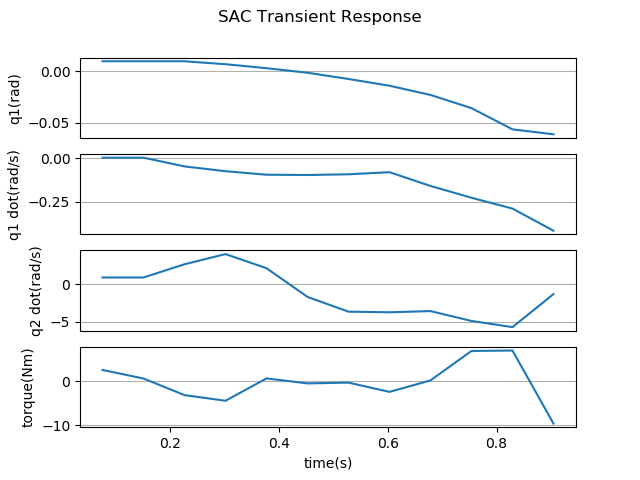 SAC Transient Response
q1(rad)
0.00
−0.05
q1 dot(rad/s)
0.00
−0.25
q2 dot(rad/s)
0
−5
torque(Nm)
0
−10
0.2 0.4 0.6 0.8
time(s)